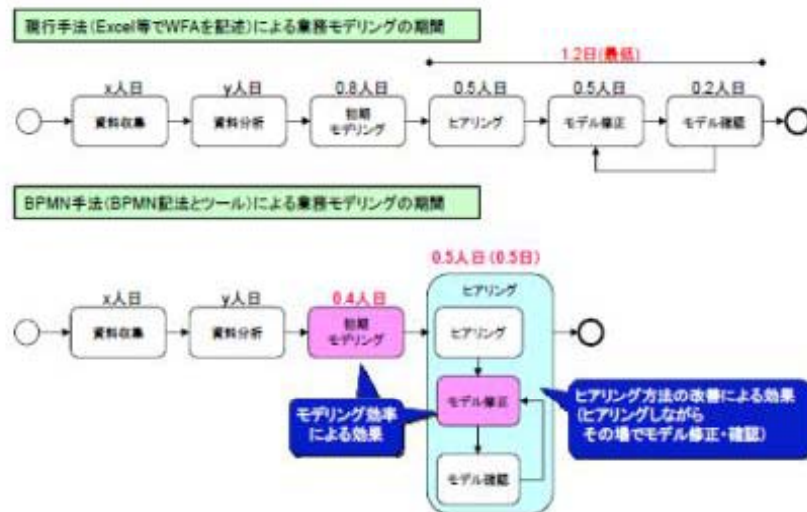 現行手法(Excel等でWFAを記述)による業務モデリングの期間
1.2日(最低)
x人日
y人日
0.8人日
0.5人日
0.5人日
0.2人日
資料収集
資料分析
初期
モデリング
ヒアリング
モデル修正
モデル確認
BPMN手法(BPMN記法とツール)による業務モデリングの期間
0.5人日(0.5日)
x人日
y人日
0.4人日
ヒアリング
資料収集
資料分析
初期
モデリング
ヒアリング
モデル修正
モデル確認
モデリング効率
による効果
ヒアリング方法の改善による効果
(ヒアリングしながら
その場でモデル修正・確認)